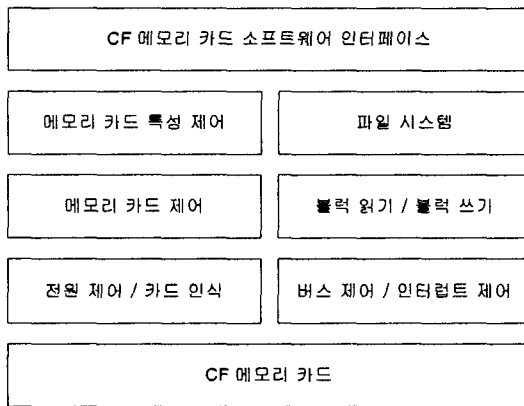 CF 메모리 카드 소프트웨어 인터페이스
메모리 카드 특성 제어
파일 시스템
메모리 카드 제어
블럭 읽기 / 블럭 쓰기
전원 제어 / 카드 인식
버스 제어 / 인터럽트 제어
CF 메모리 카드